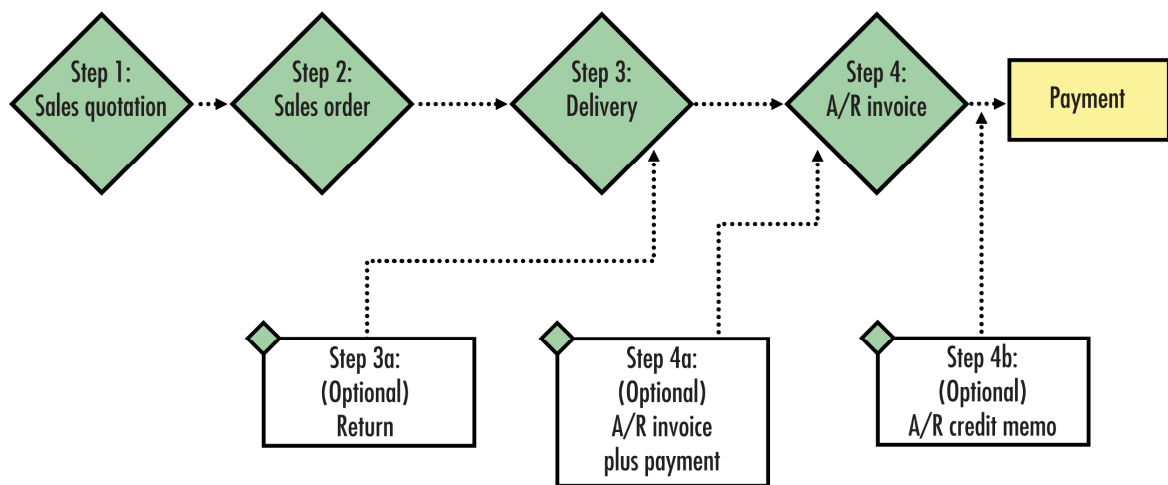 Step 1:
Sales quotation
Step 2:
Sales order
Step 3:
Delivery
Step 4:
A/R invoice
Payment
Step 3a:
(Optional)
Return
Step 4a:
(Optional)
A/R invoice
plus payment
Step 4b:
(Optional)
A/R credit memo